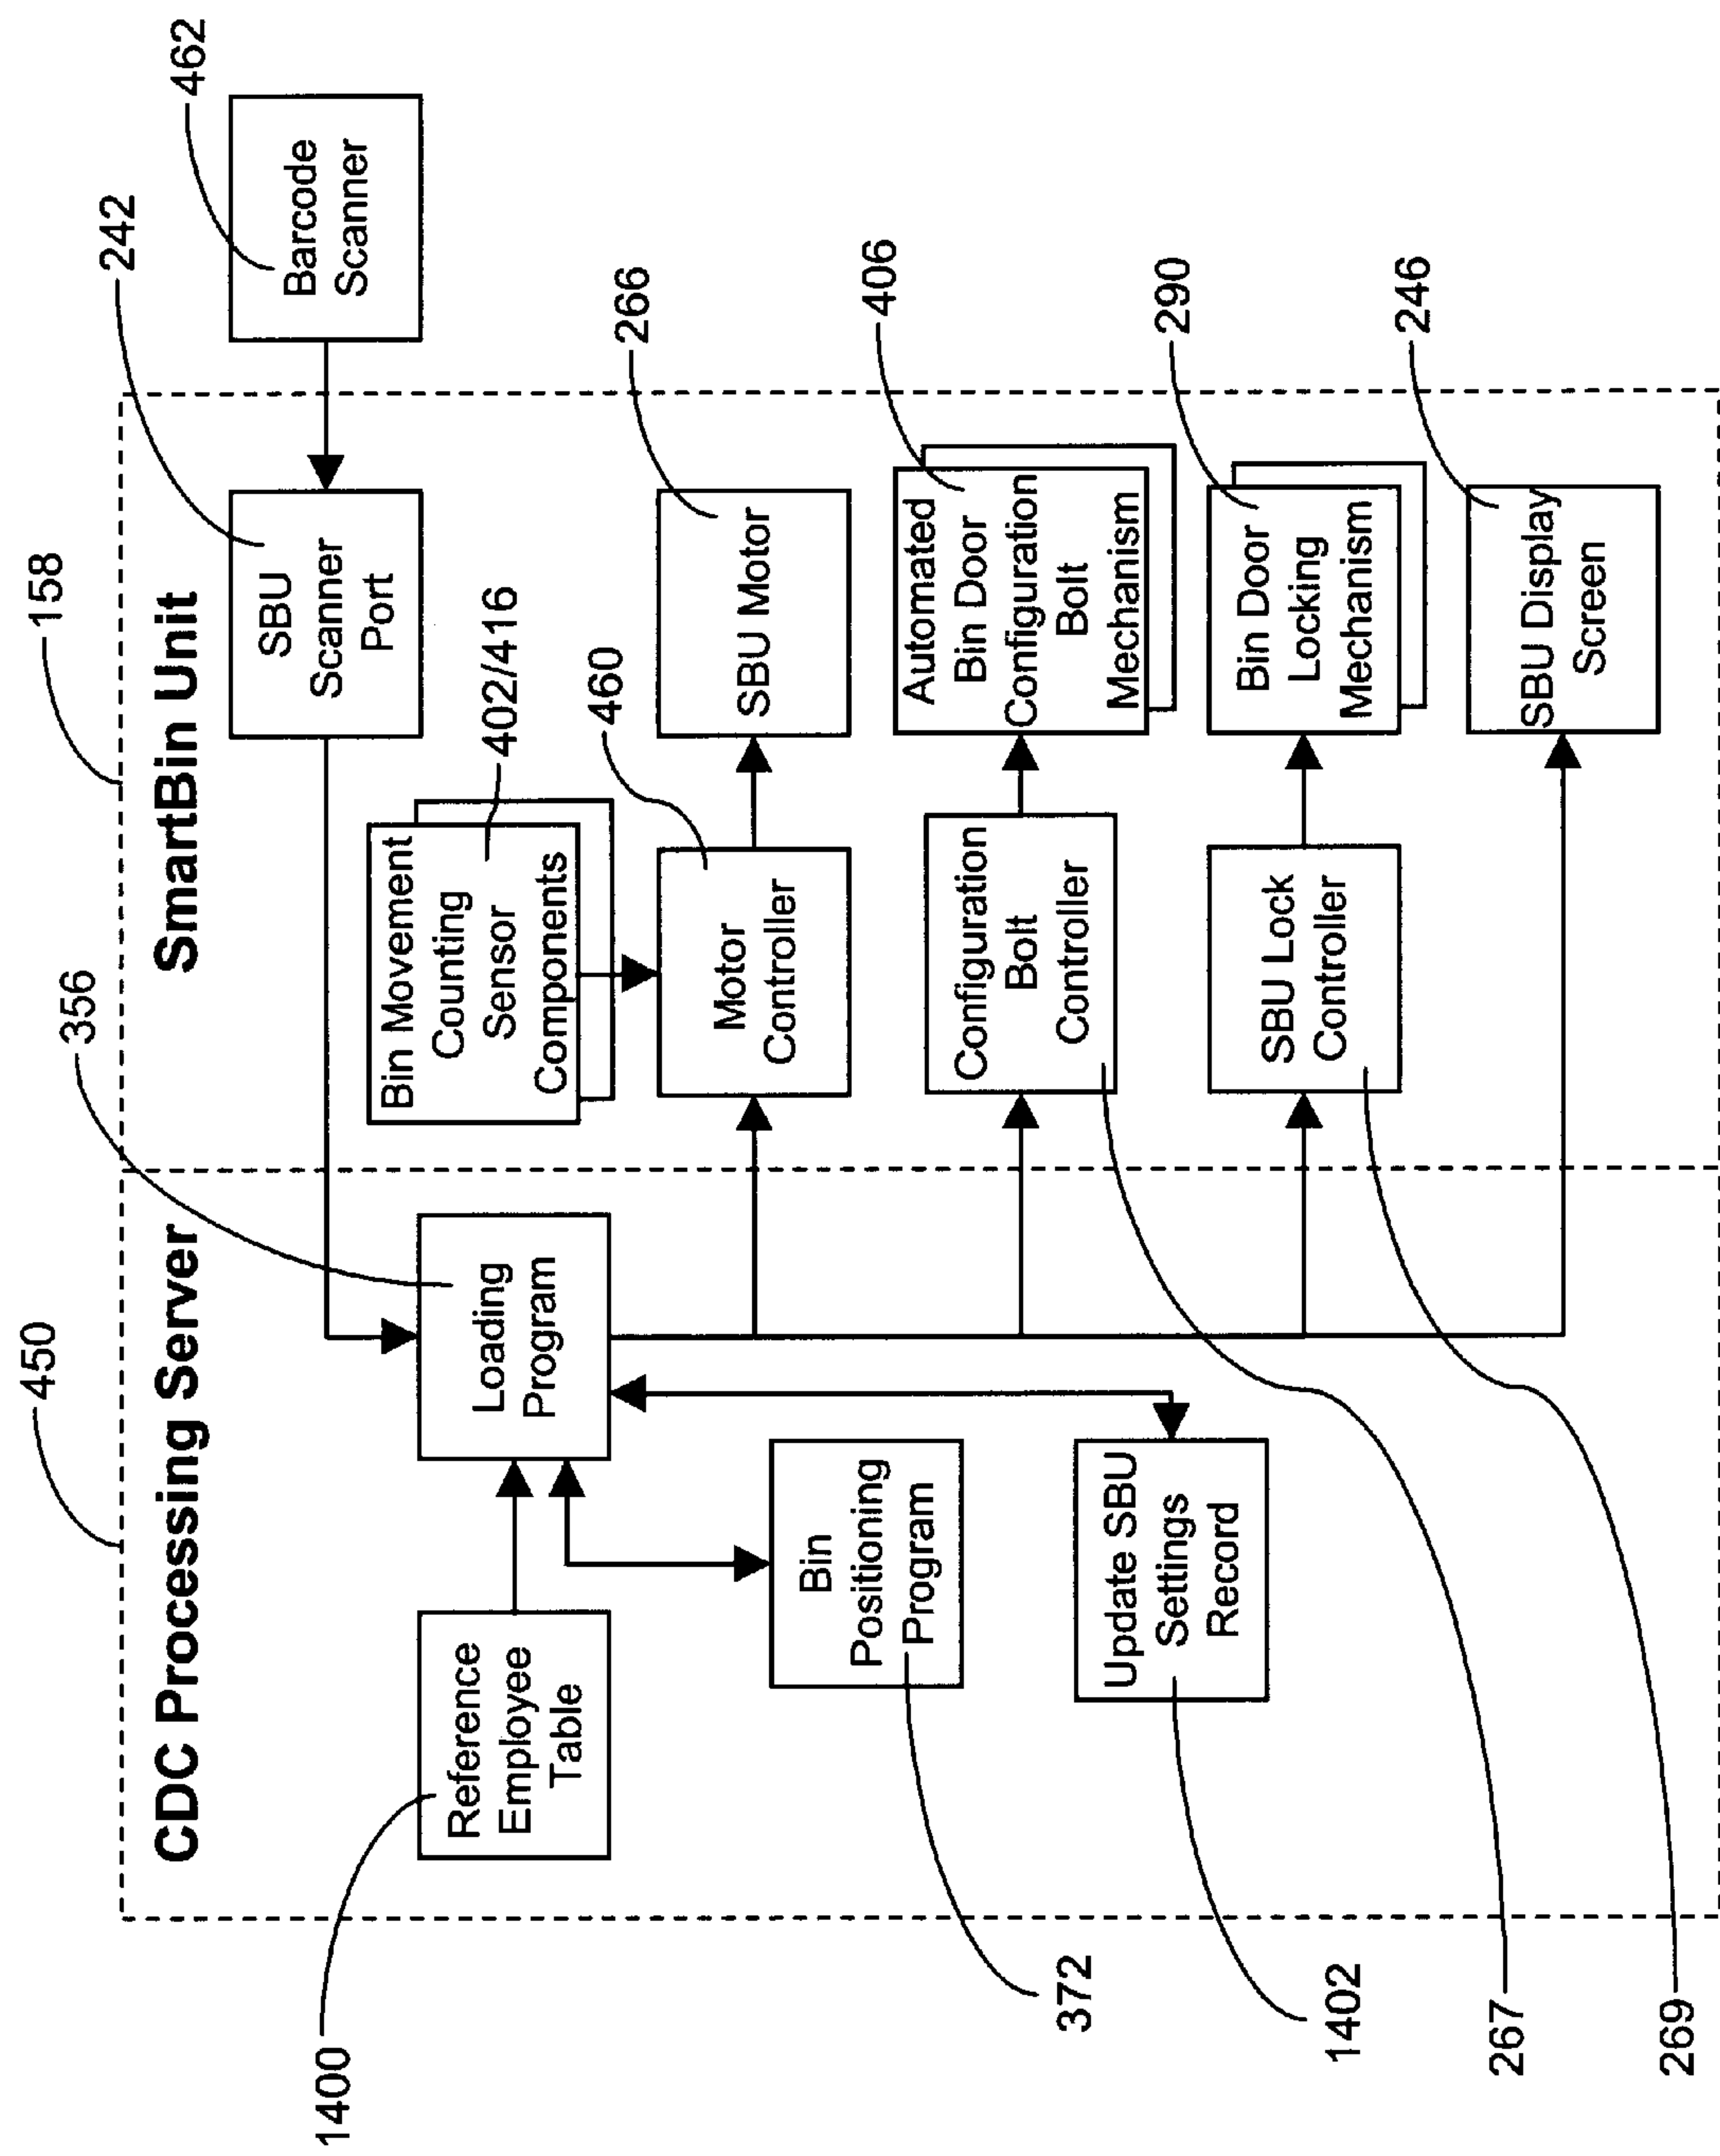 450
158
CDC Processing Server
SmartBin Unit
356
242
462
Barcode
Scanner
SBU
Scanner
Port
Bin Movement
Counting
Sensor
Components
402/416
1400
Reference
Employee
Table
Loading
Program
460
Motor
Controller
SBU Motor
266
Bin
Positioning
Program
372
Configuration
Bolt
Controller
267
Automated
Bin Door
Configuration
Bolt
Mechanism
406
Update SBU
Settings
Record
1402
SBU Lock
Controller
269
Bin Door
Locking
Mechanism
290
SBU Display
Screen
246